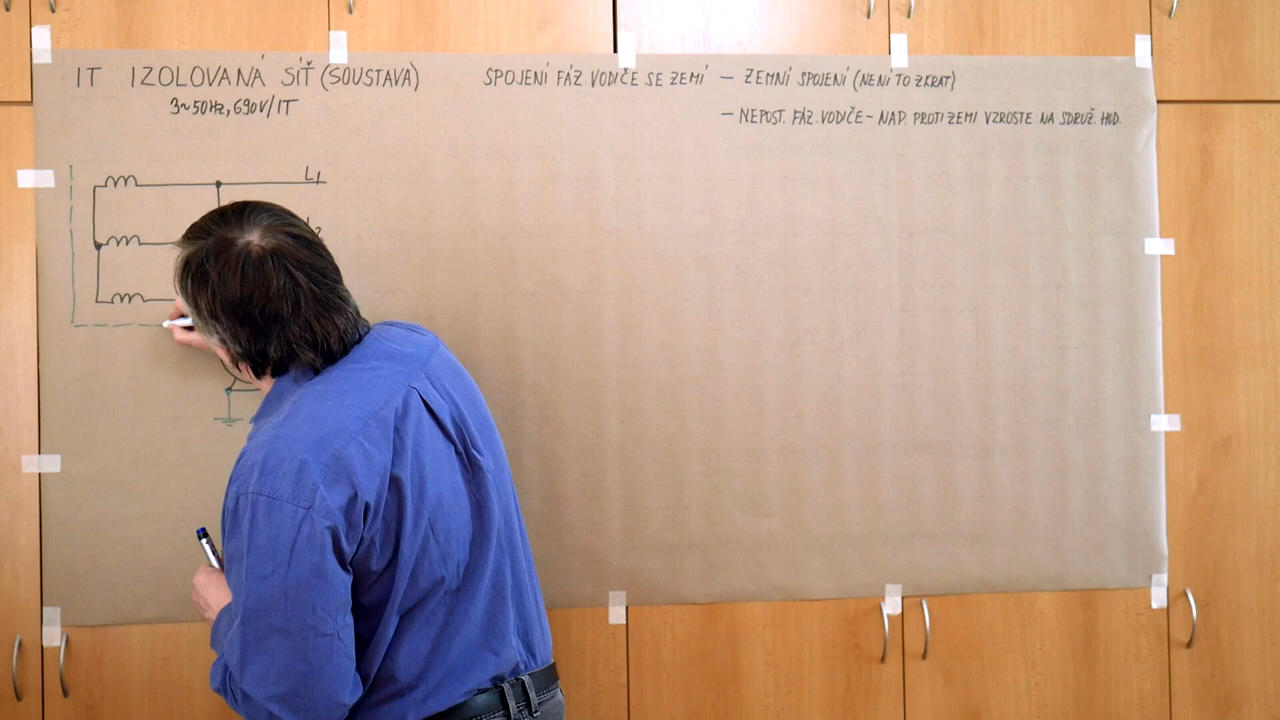 IT IZOLOVANÁ SÍŤ (SOUSTAVA)
3~50Hz, 690V/IT
SPOJENÍ FÁZ. VODIČE SE ZEMÍ – ZEMNÍ SPOJENÍ (NENÍ TO ZKRAT)
– NEPOST. FÁZ. VODIČE – NAP. PROTI ZEMI VZROSTE NA SDRUŽ. HOD.
L1